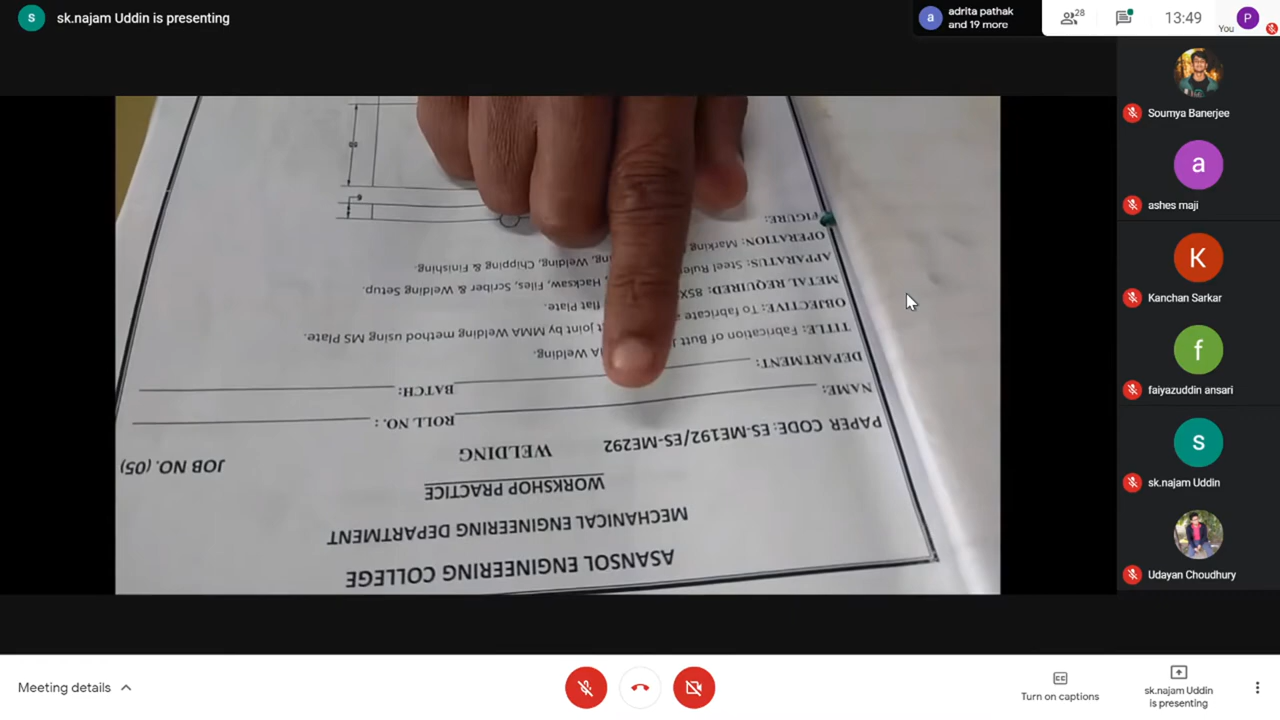 sk.najam Uddin is presenting
adrita pathak
and 19 more
28
13:49
You
P
ASANSOL ENGINEERING COLLEGE
MECHANICAL ENGINEERING DEPARTMENT
WORKSHOP PRACTICE
JOB NO. (05)
WELDING
PAPER CODE: ES-ME192/ES-ME292
NAME: ROLL NO. :
DEPARTMENT: BATCH:
TITLE: Fabrication of Butt Welding.
OBJECTIVE: To fabricate joint by MMA Welding method using MS Plate.
METAL REQUIRED: flat Plate.
APPARATUS: Steel Rule Hacksaw, Files, Scriber & Welding Setup.
OPERATION: Marking Welding, Chipping & Finishing.
FIGURE:
6
Soumya Banerjee
a
ashes maji
K
Kanchan Sarkar
f
faiyazuddin ansari
s
sk.najam Uddin
Udayan Choudhury
Meeting details
Turn on captions
sk.najam Uddin
is presenting